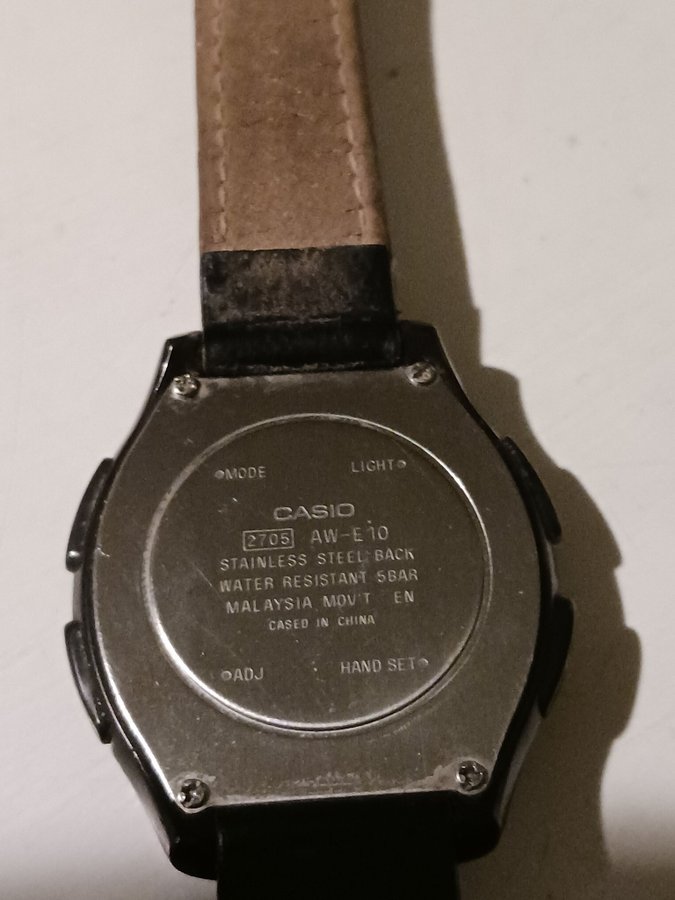 MODE LIGHT
CASIO
2705 AW-E10
STAINLESS STEEL BACK
WATER RESISTANT 5BAR
MALAYSIA MOV'T EN
CASED IN CHINA
ADJ HAND SET